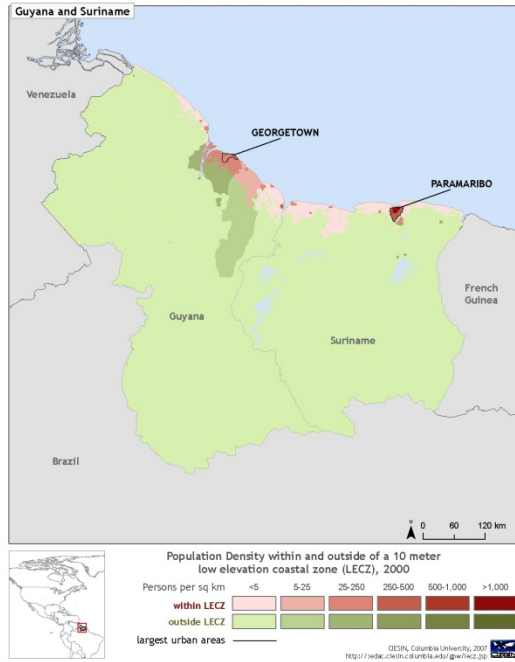 Guyana and Suriname
Venezuela
GEORGETOWN
PARAMARIBO
French
Guinea
Guyana
Suriname
Brazil
0 60 120 km
Population Density within and outside of a 10 meter
low elevation coastal zone (LECZ), 2000
Persons per sq km <5 5-25 25-250 250-500 500-1,000 >1,000
within LECZ
outside LECZ
largest urban areas
CIESIN, Columbia University, 2007
http://sedac.ciesin.columbia.edu/gpw/lecz.jsp